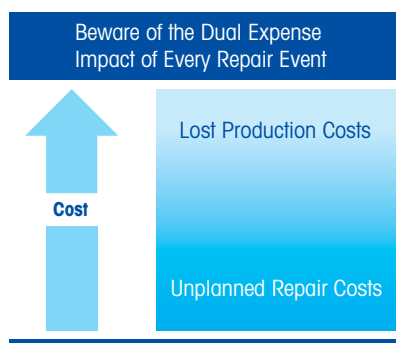 Beware of the Dual Expense
Impact of Every Repair Event
Lost Production Costs
Cost
Unplanned Repair Costs